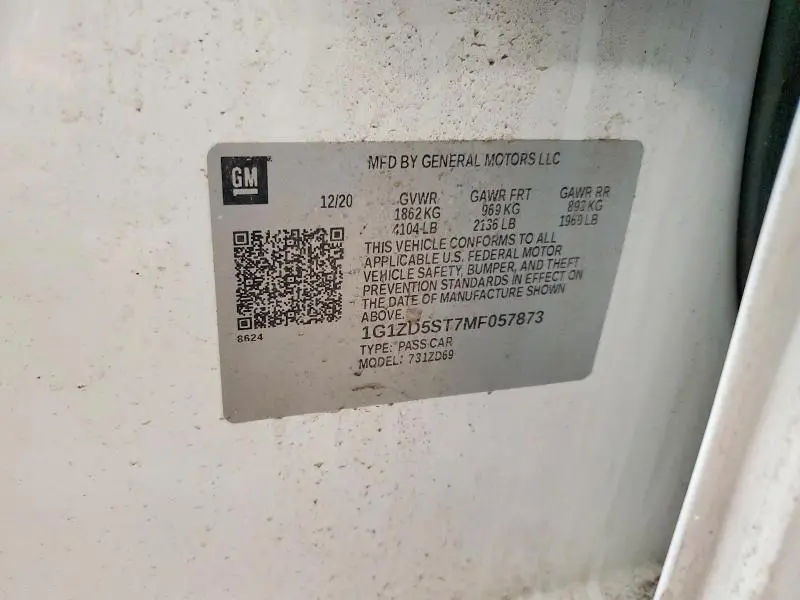 GM
MFD BY GENERAL MOTORS LLC
12/20 GVWR GAWR FRT GAWR RR
1862 KG 969 KG 893 KG
4104 LB 2136 LB 1969 LB
THIS VEHICLE CONFORMS TO ALL
APPLICABLE U.S. FEDERAL MOTOR
VEHICLE SAFETY, BUMPER, AND THEFT
PREVENTION STANDARDS IN EFFECT ON
THE DATE OF MANUFACTURE SHOWN
ABOVE.
1G1ZD5ST7MF057873
8624
TYPE: PASS CAR
MODEL: 731ZD69